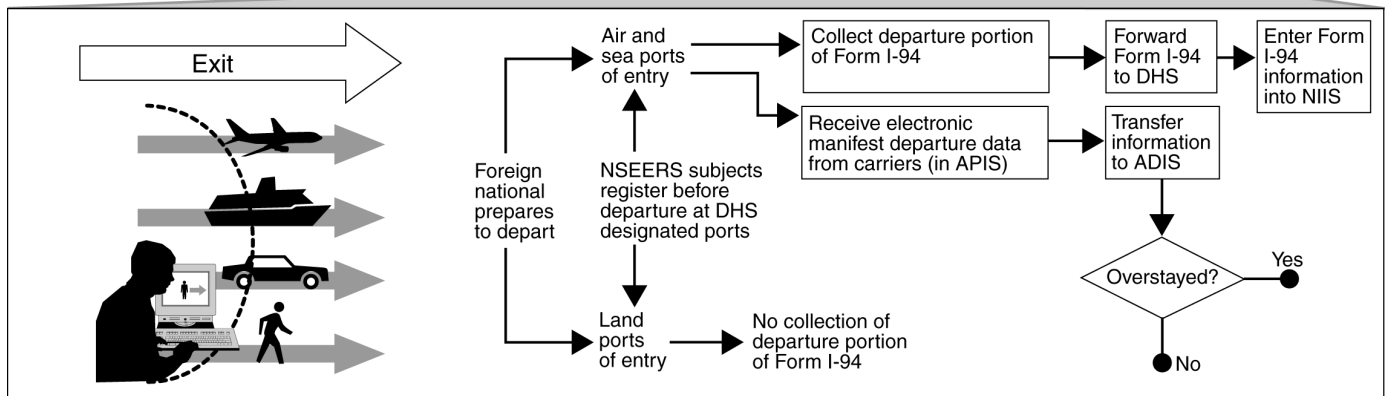 Exit
Foreign
national
prepares
to depart
Air and
sea ports
of entry
NSEERS subjects
register before
departure at DHS
designated ports
Land
ports
of entry
No collection of
departure portion
of Form I-94
Collect departure portion
of Form I-94
Forward
Form I-94
to DHS
Enter Form
I-94
information
into NIIS
Receive electronic
manifest departure data
from carriers (in APIS)
Transfer
information
to ADIS
Overstayed?
Yes
No